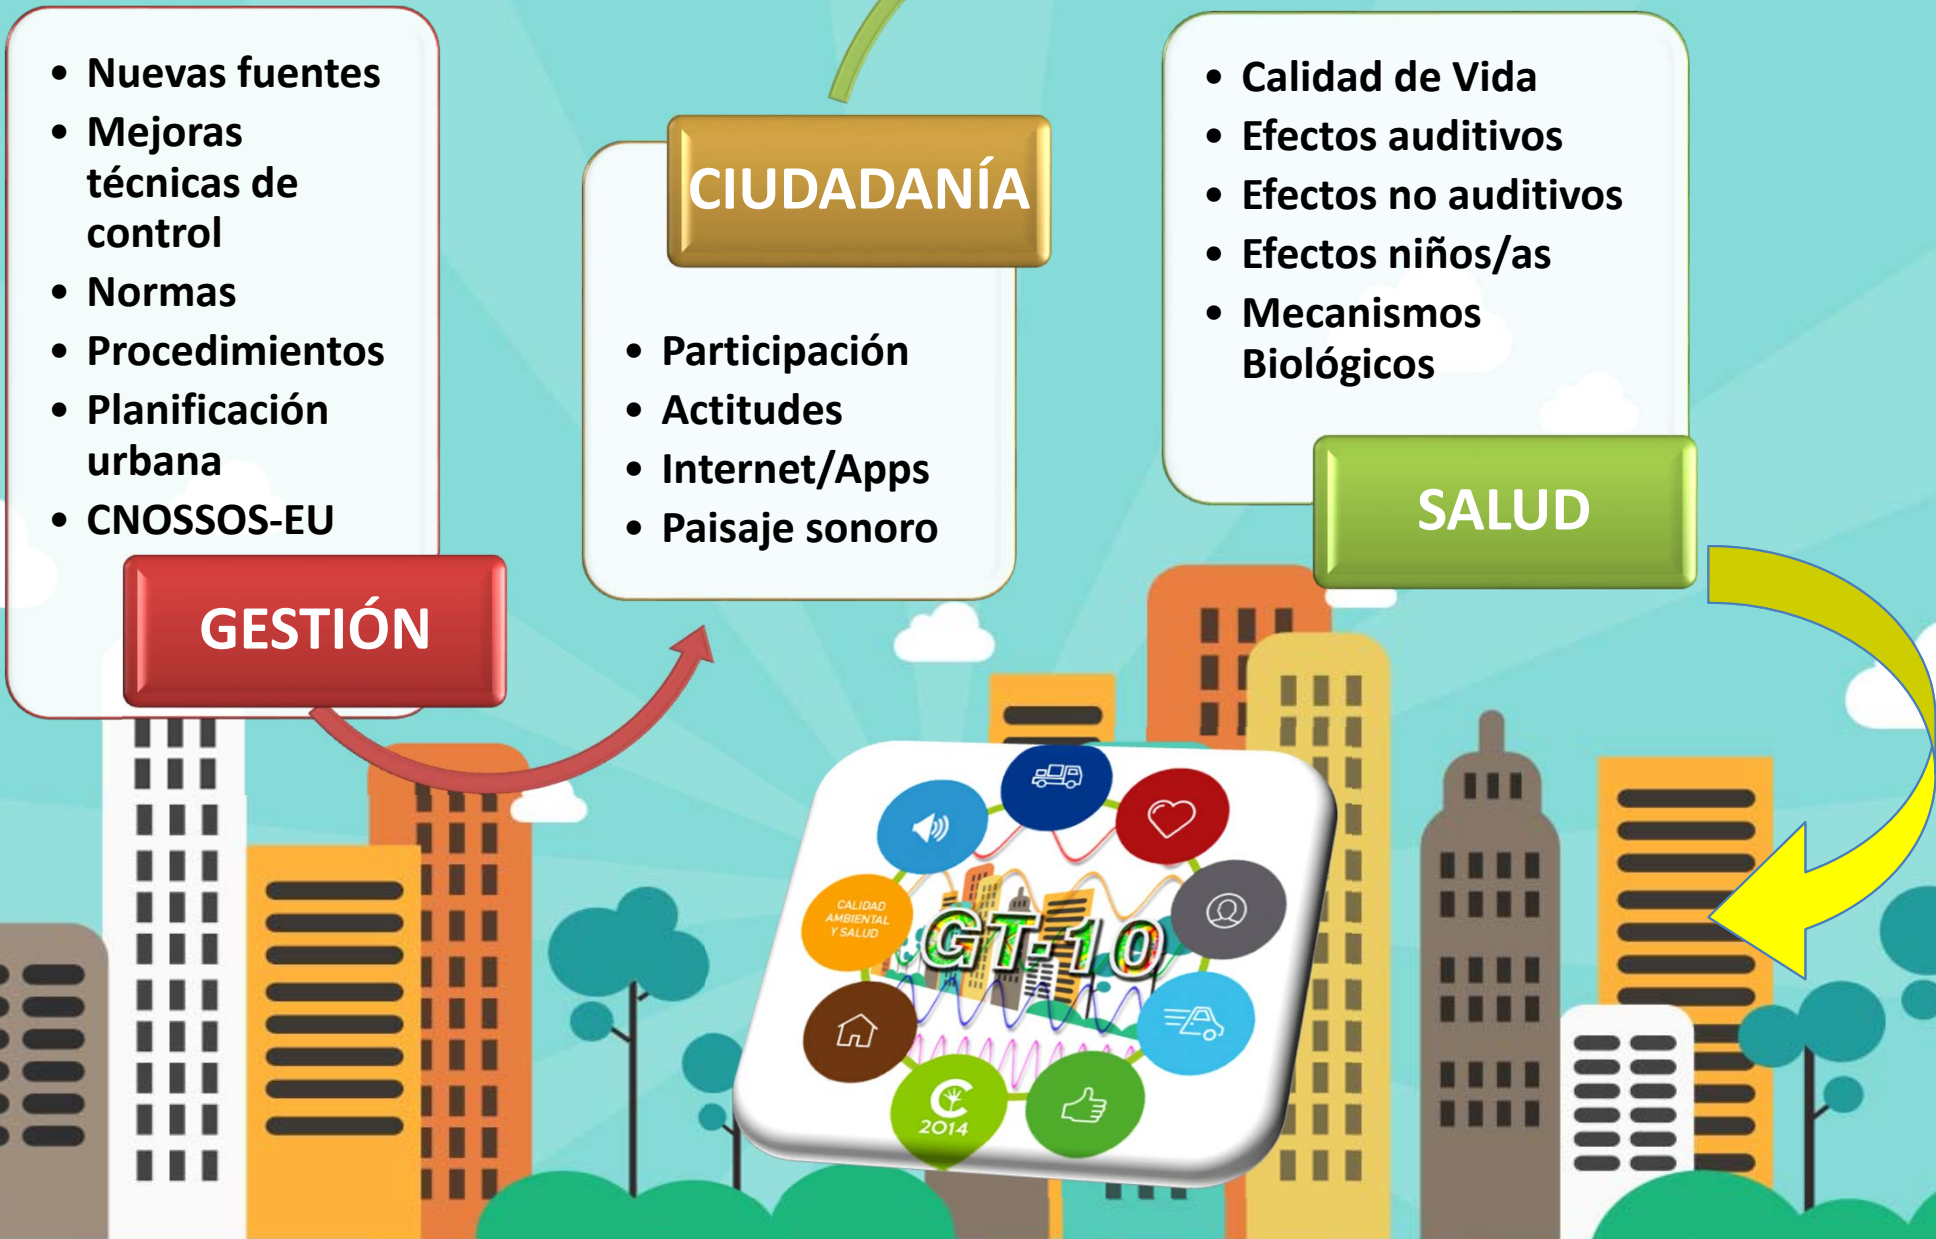 • Nuevas fuentes
• Mejoras
técnicas de
control
• Normas
• Procedimientos
• Planificación
urbana
• CNOSSOS-EU
GESTIÓN
CIUDADANÍA
• Participación
• Actitudes
• Internet/Apps
• Paisaje sonoro
• Calidad de Vida
• Efectos auditivos
• Efectos no auditivos
• Efectos niños/as
• Mecanismos
Biológicos
SALUD
CALIDAD
AMBIENTAL
Y SALUD
GT-10
C
2014